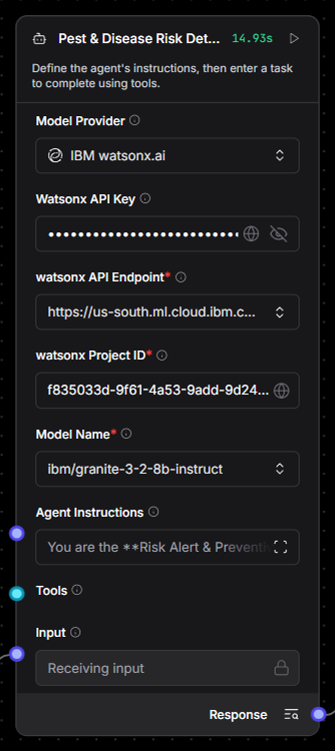 Pest & Disease Risk Det... 14.93s
Define the agent's instructions, then enter a task
to complete using tools.
Model Provider
IBM watsonx.ai
Watsonx API Key
••••••••••••••••••••••••••
watsonx API Endpoint*
https://us-south.ml.cloud.ibm.c...
watsonx Project ID*
f835033d-9f61-4a53-9add-9d24...
Model Name*
ibm/granite-3-2-8b-instruct
Agent Instructions
You are the **Risk Alert & Preventi
Tools
Input
Receiving input
Response